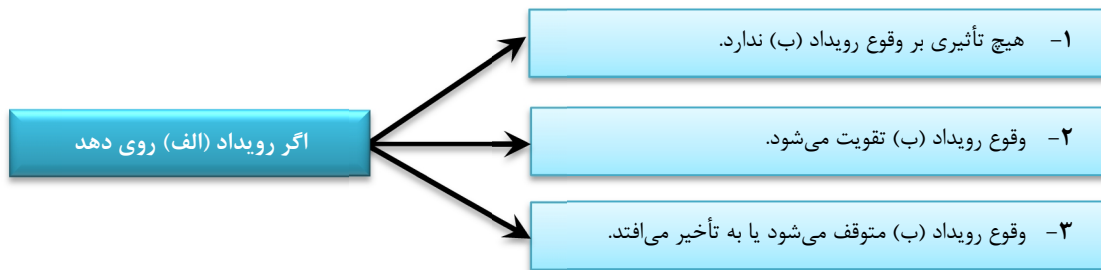 ۱- هیچ تأثیری بر وقوع رویداد (ب) ندارد.
اگر رویداد (الف) روی دهد
۲- وقوع رویداد (ب) تقویت می‌شود.
۳- وقوع رویداد (ب) متوقف می‌شود یا به تأخیر می‌افتد.